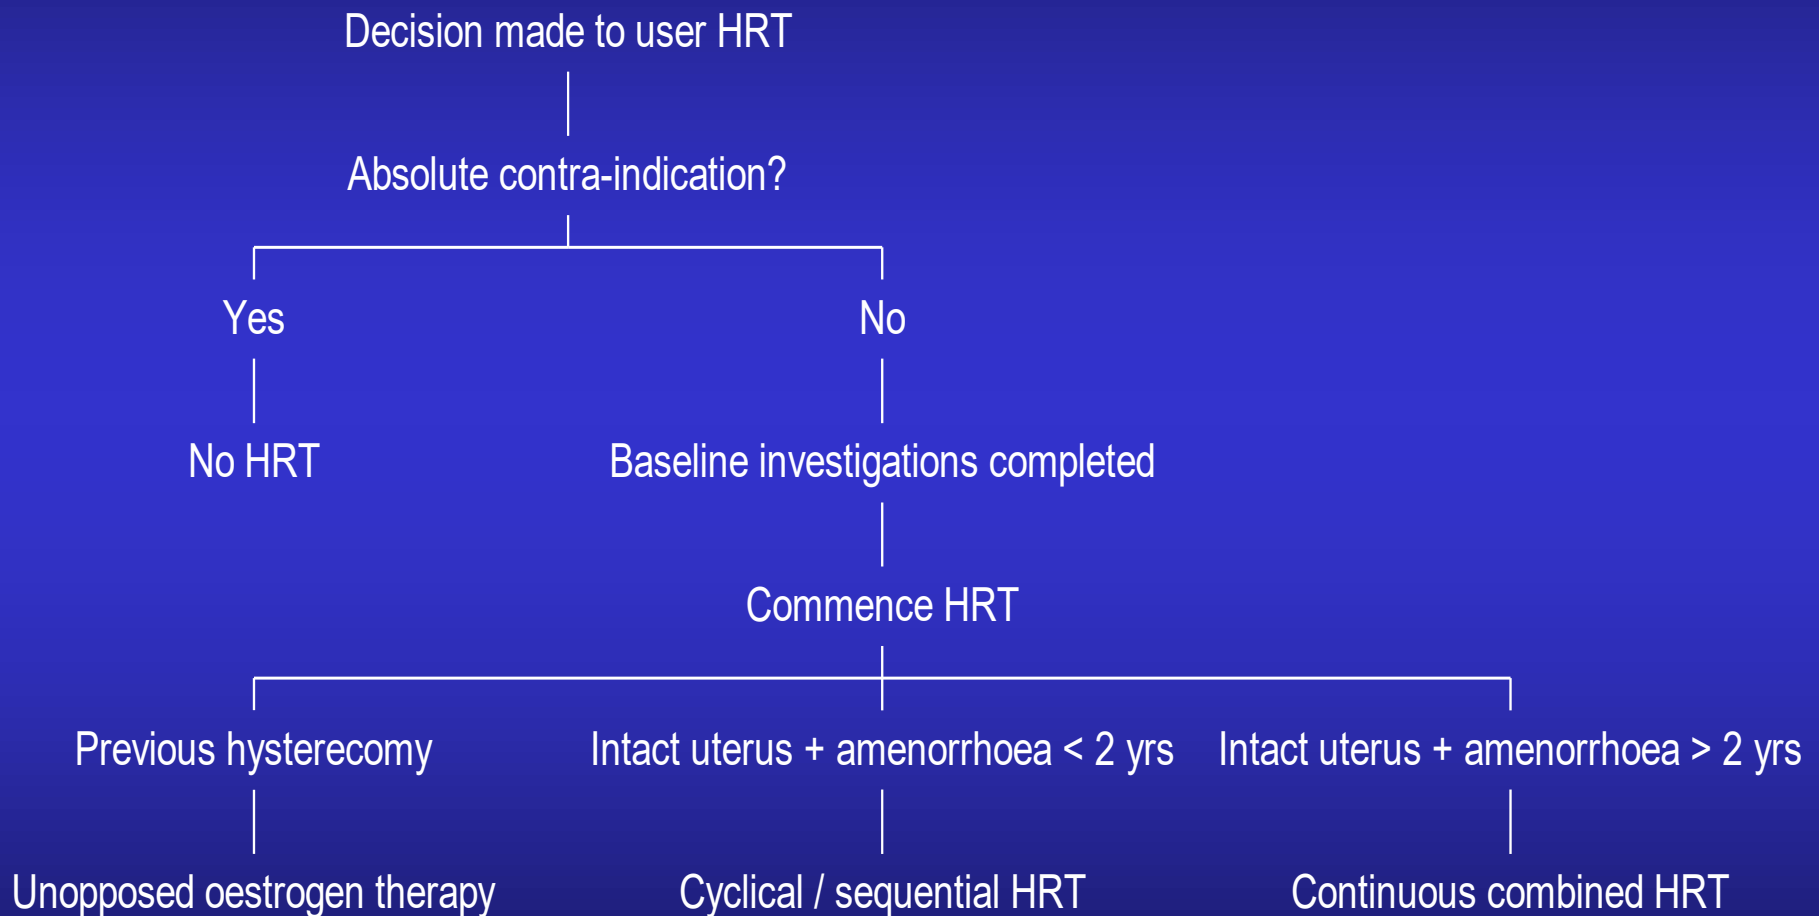 Decision made to user HRT
Absolute contra-indication?
Yes
No
No HRT
Baseline investigations completed
Commence HRT
Previous hysterecomy
Intact uterus + amenorrhoea < 2 yrs
Intact uterus + amenorrhoea > 2 yrs
Unopposed oestrogen therapy
Cyclical / sequential HRT
Continuous combined HRT